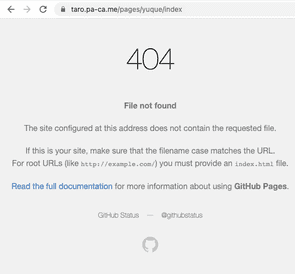 taro.pa-ca.me/pages/yuque/index
404
File not found
The site configured at this address does not contain the requested file.
If this is your site, make sure that the filename case matches the URL.
For root URLs (like http://example.com/) you must provide an index.html file.
Read the full documentation for more information about using GitHub Pages.
GitHub Status — @githubstatus